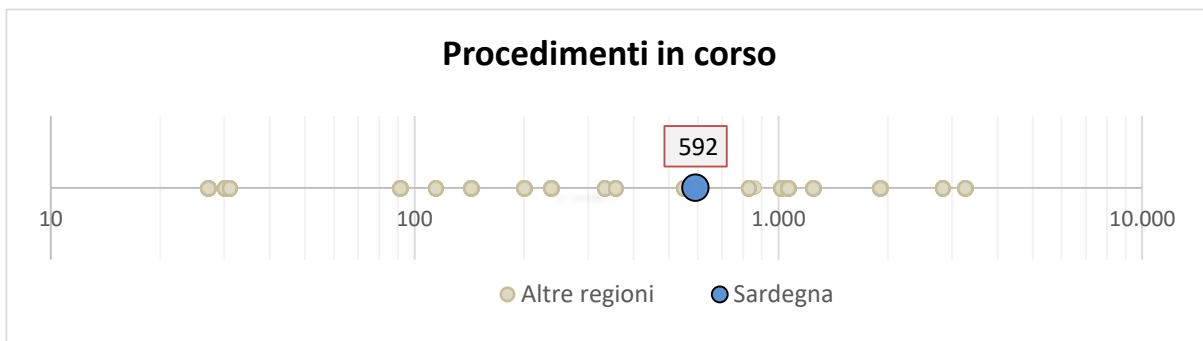 Procedimenti in corso
592
10 100 1.000 10.000
Altre regioni Sardegna